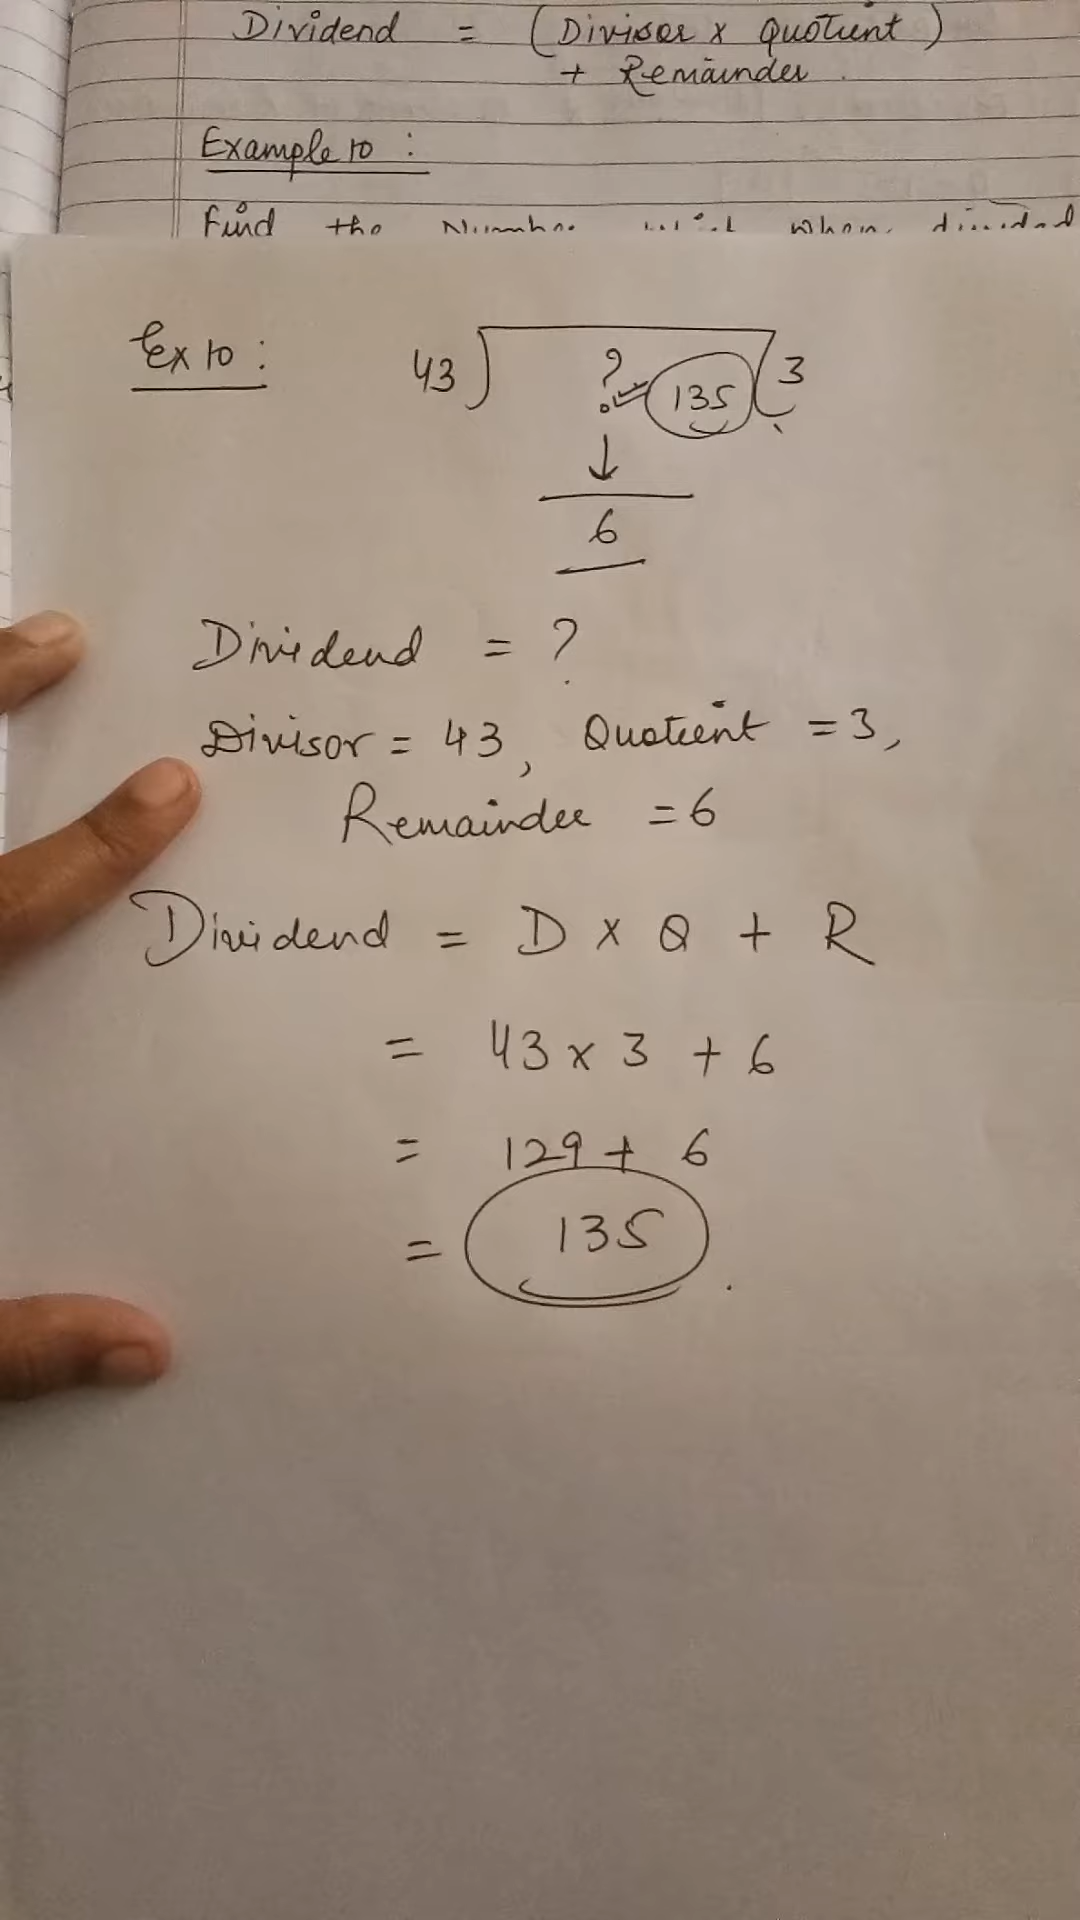 Dividend = (Divisor x Quotient)
+ Remainder.
Example 10 :
Find the
Ex 10 : 43 ? 135 3
6
Dividend = ?
Divisor = 43, Quotient = 3,
Remainder = 6
Dividend = D x Q + R
= 43 x 3 + 6
= 129 + 6
= 135.